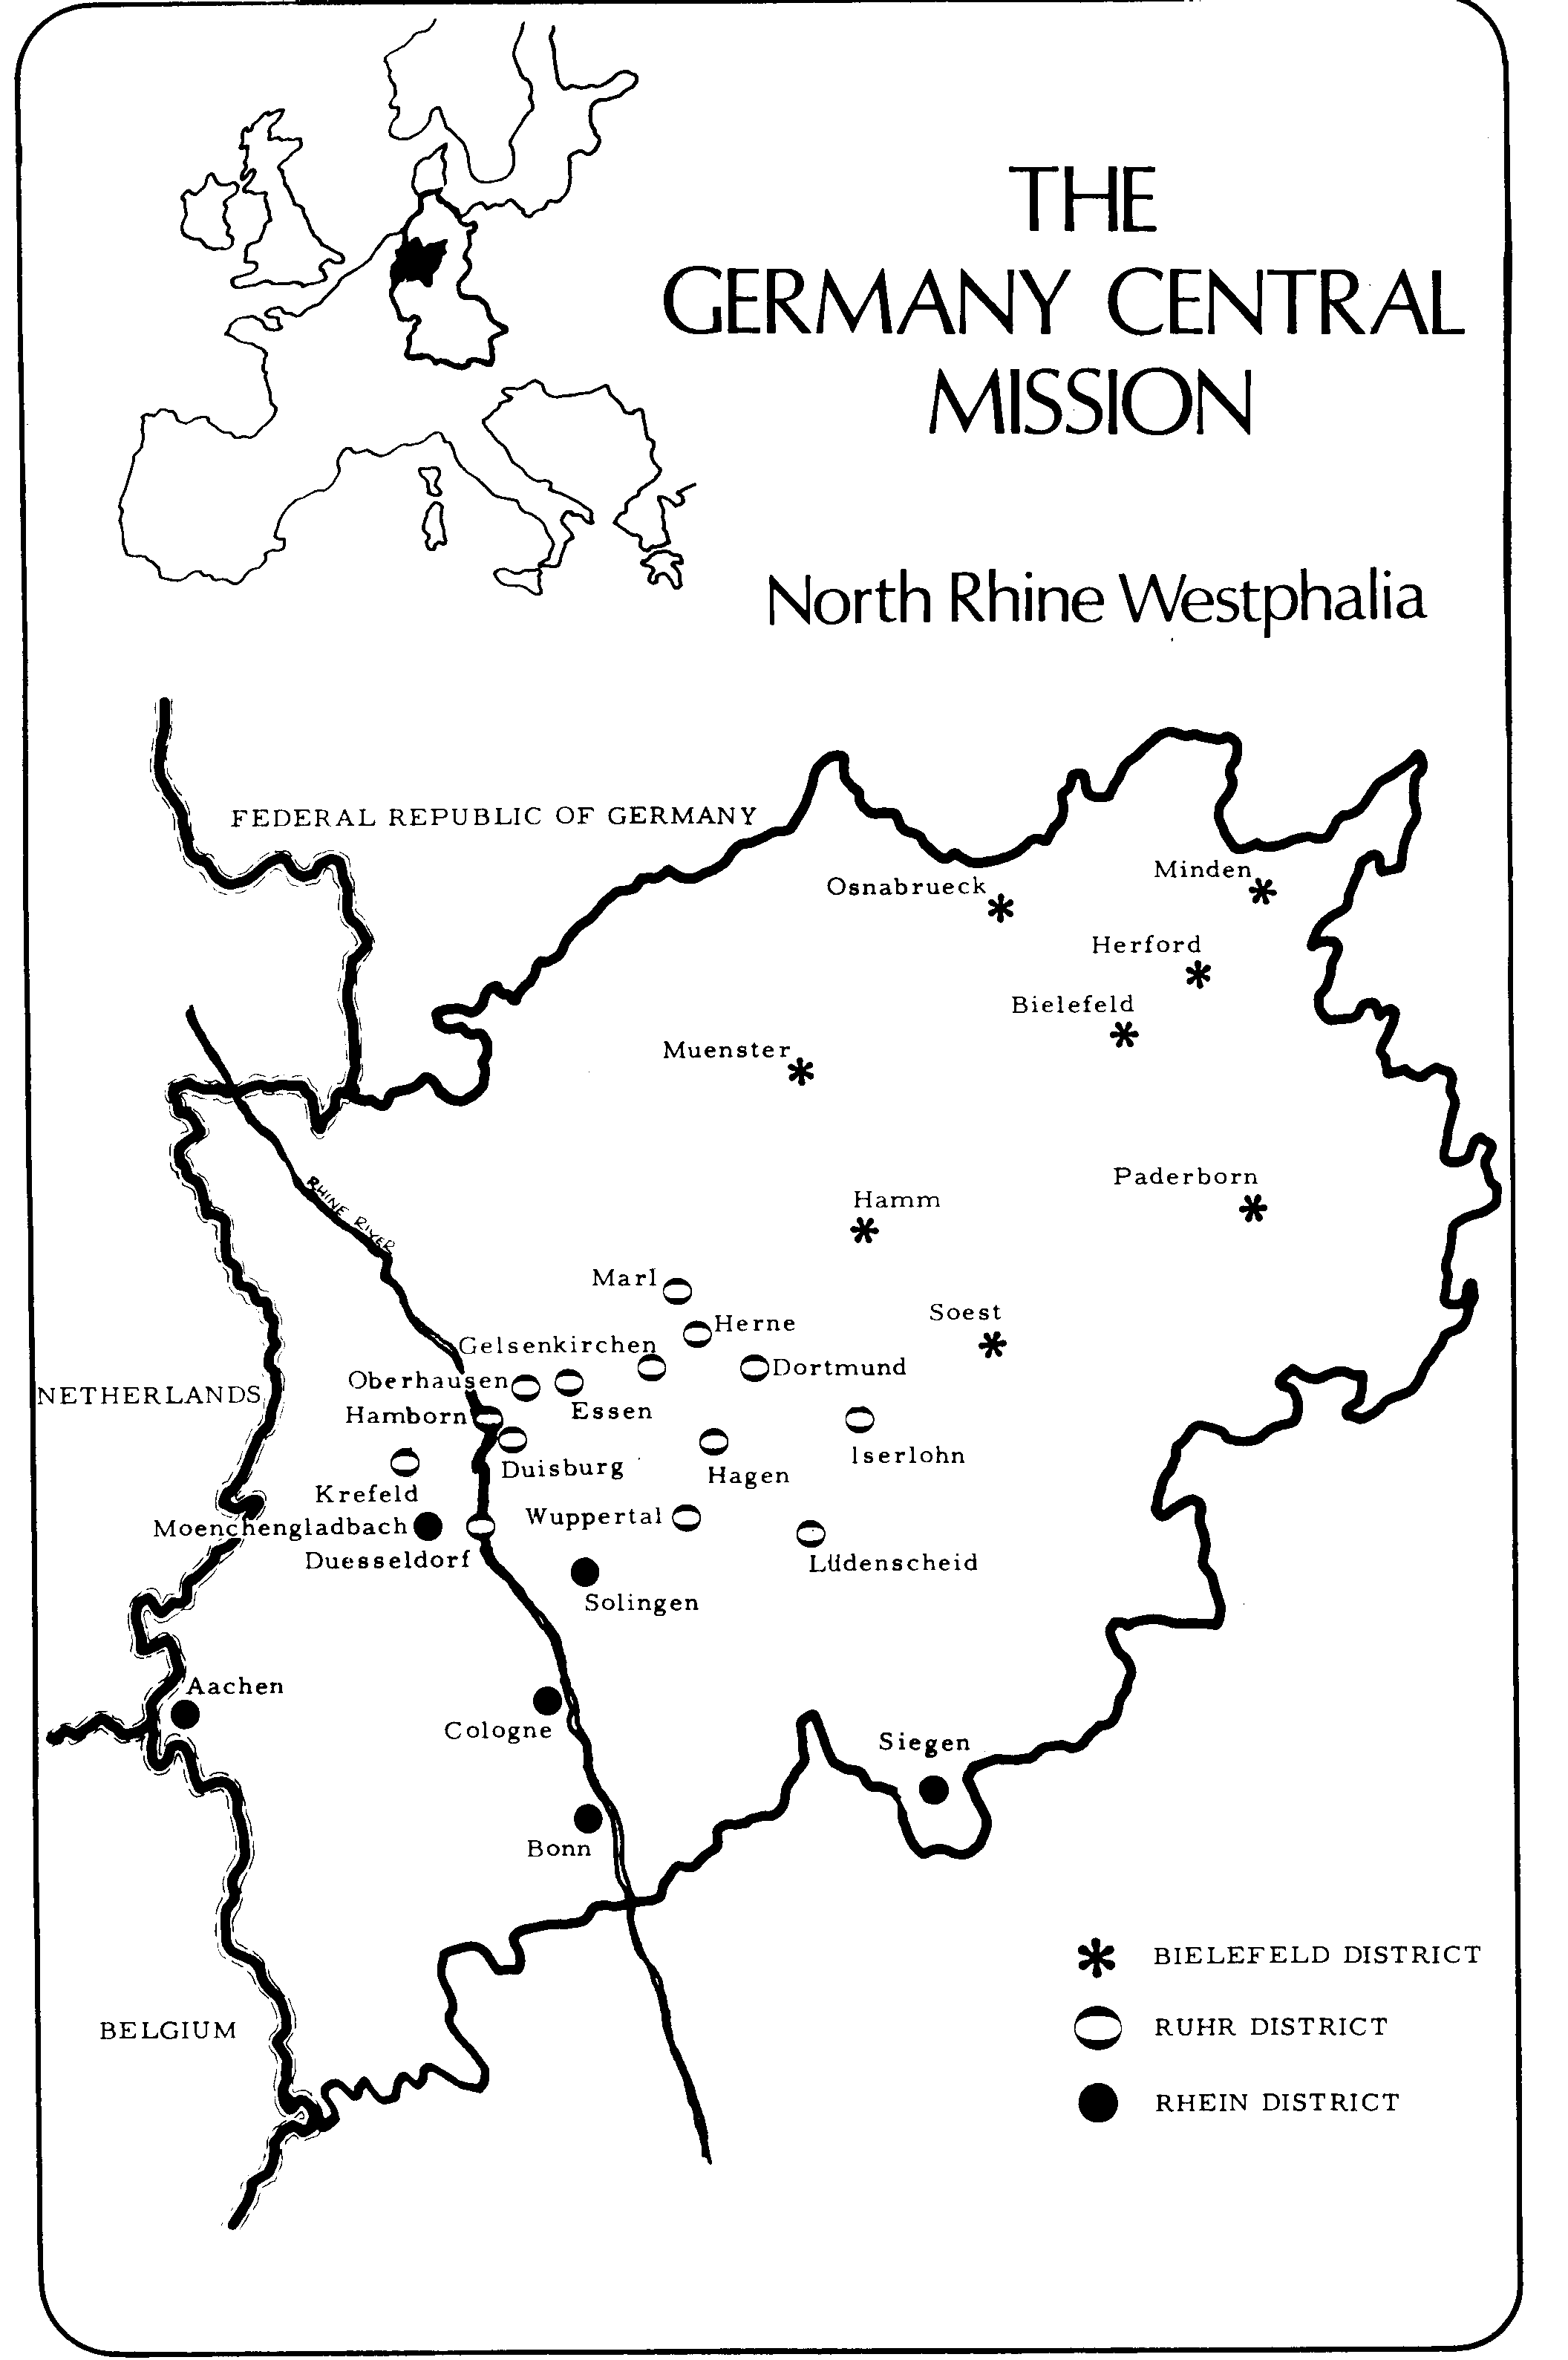 THE
GERMANY CENTRAL
MISSION
North Rhine Westphalia
FEDERAL REPUBLIC OF GERMANY
Minden
Osnabrueck
Herford
Bielefeld
Muenster
Paderborn
Hamm
RHINE RIVER
Marl
Soest
Herne
Gelsenkirchen
Dortmund
Oberhausen
NETHERLANDS
Essen
Hamborn
Iserlohn
Duisburg
Hagen
Krefeld
Wuppertal
Moenchengladbach
Duesseldorf
Lüdenscheid
Solingen
Aachen
Cologne
Siegen
Bonn
BIELEFELD DISTRICT
RUHR DISTRICT
BELGIUM
RHEIN DISTRICT